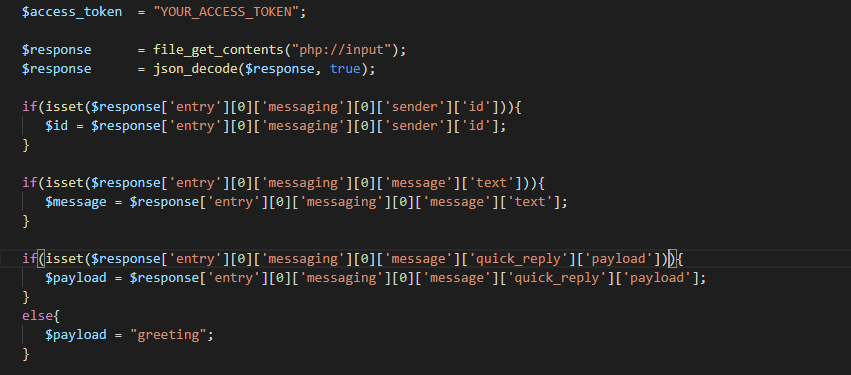 $access_token  = "YOUR_ACCESS_TOKEN";
$response      = file_get_contents("php://input");
$response      = json_decode($response, true);
if(isset($response['entry'][0]['messaging'][0]['sender']['id'])){
   $id = $response['entry'][0]['messaging'][0]['sender']['id'];
}
if(isset($response['entry'][0]['messaging'][0]['message']['text'])){
   $message = $response['entry'][0]['messaging'][0]['message']['text'];
}
if(isset($response['entry'][0]['messaging'][0]['message']['quick_reply']['payload'])){
   $payload = $response['entry'][0]['messaging'][0]['message']['quick_reply']['payload'];
}
else{
   $payload = "greeting";
}